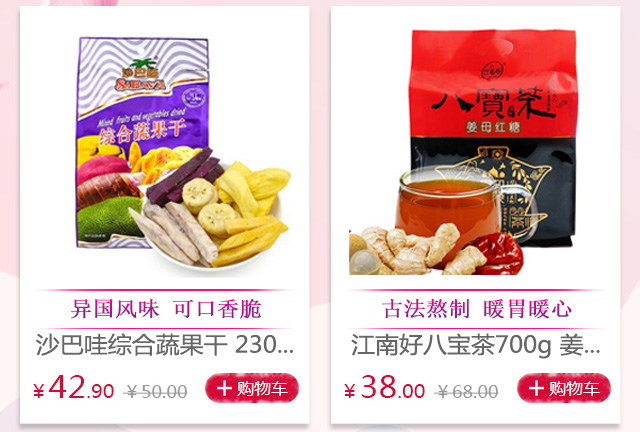 沙巴哇
SABAVA
Mixed fruits and vegetables dried
综合蔬果干
异国风味 可口香脆
沙巴哇综合蔬果干 230...
¥42.90 ¥50.00 +购物车
八寶茶
姜母红糖
古法熬制 暖胃暖心
江南好八宝茶700g 姜...
¥38.00 ¥68.00 +购物车